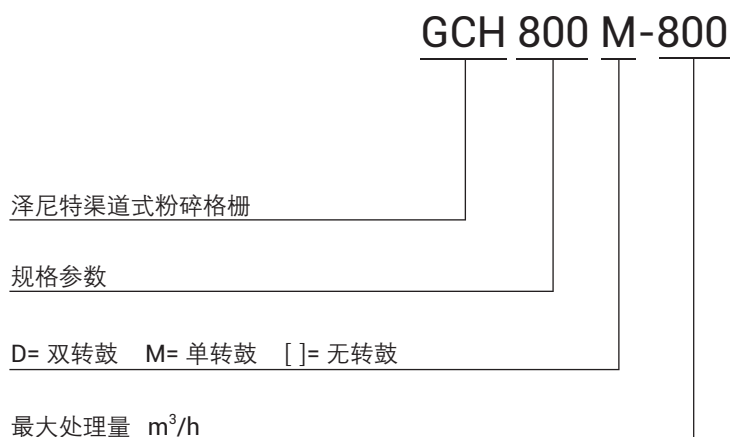 GCH 800 M-800
泽尼特渠道式粉碎格栅
规格参数
D= 双转鼓 M= 单转鼓 [ ]= 无转鼓
最大处理量 m³/h